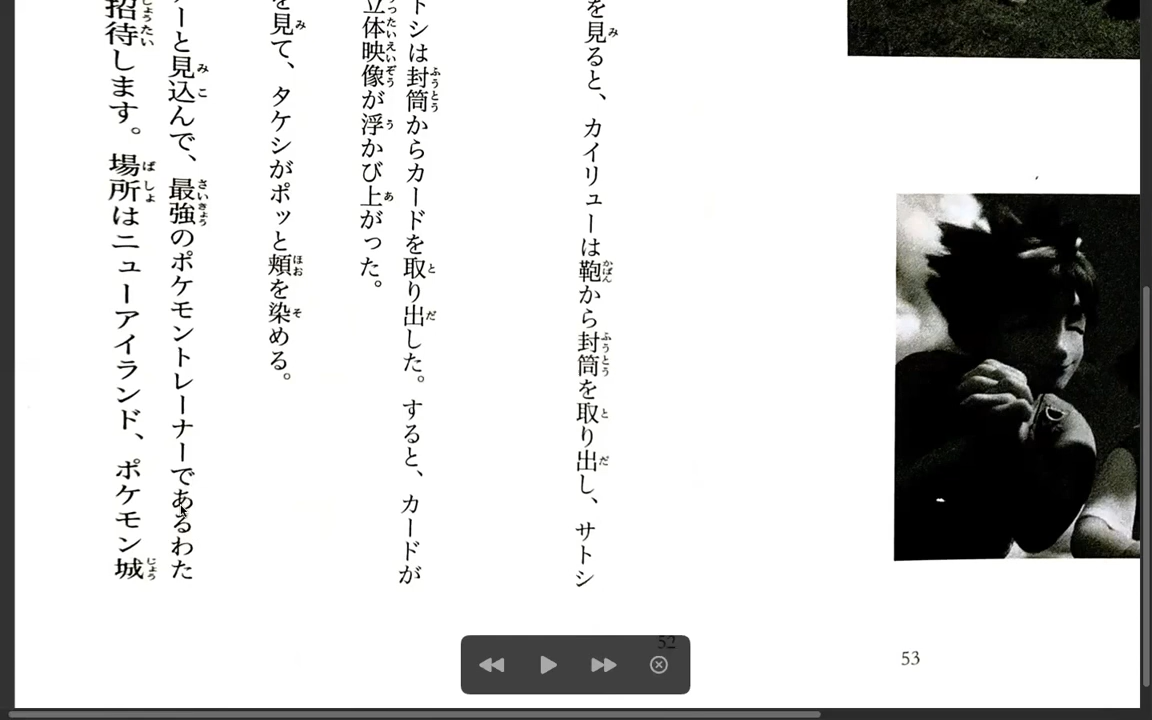 を見ると、カイリューは鞄から封筒を取り出し、サトシ
トシは封筒からカードを取り出した。すると、カードが
立体映像が浮かび上がった。
を見て、タケシがポッと頬を染める。
ーと見込んで、最強のポケモントレーナーであるわた
招待します。場所はニューアイランド、ポケモン城
52
53